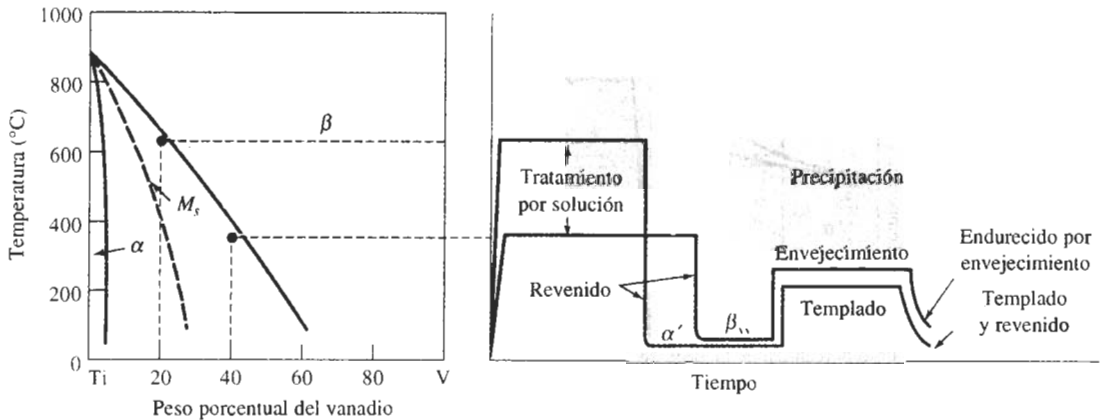 1000
800
600
400
200
0
Temperatura (°C)
α
Ms
β
Ti
20
40
60
80
V
Peso porcentual del vanadio
Tratamiento
por solución
Revenido
α′
βss
Precipitación
Envejecimiento
Templado
Endurecido por
envejecimiento
Templado
y revenido
Tiempo